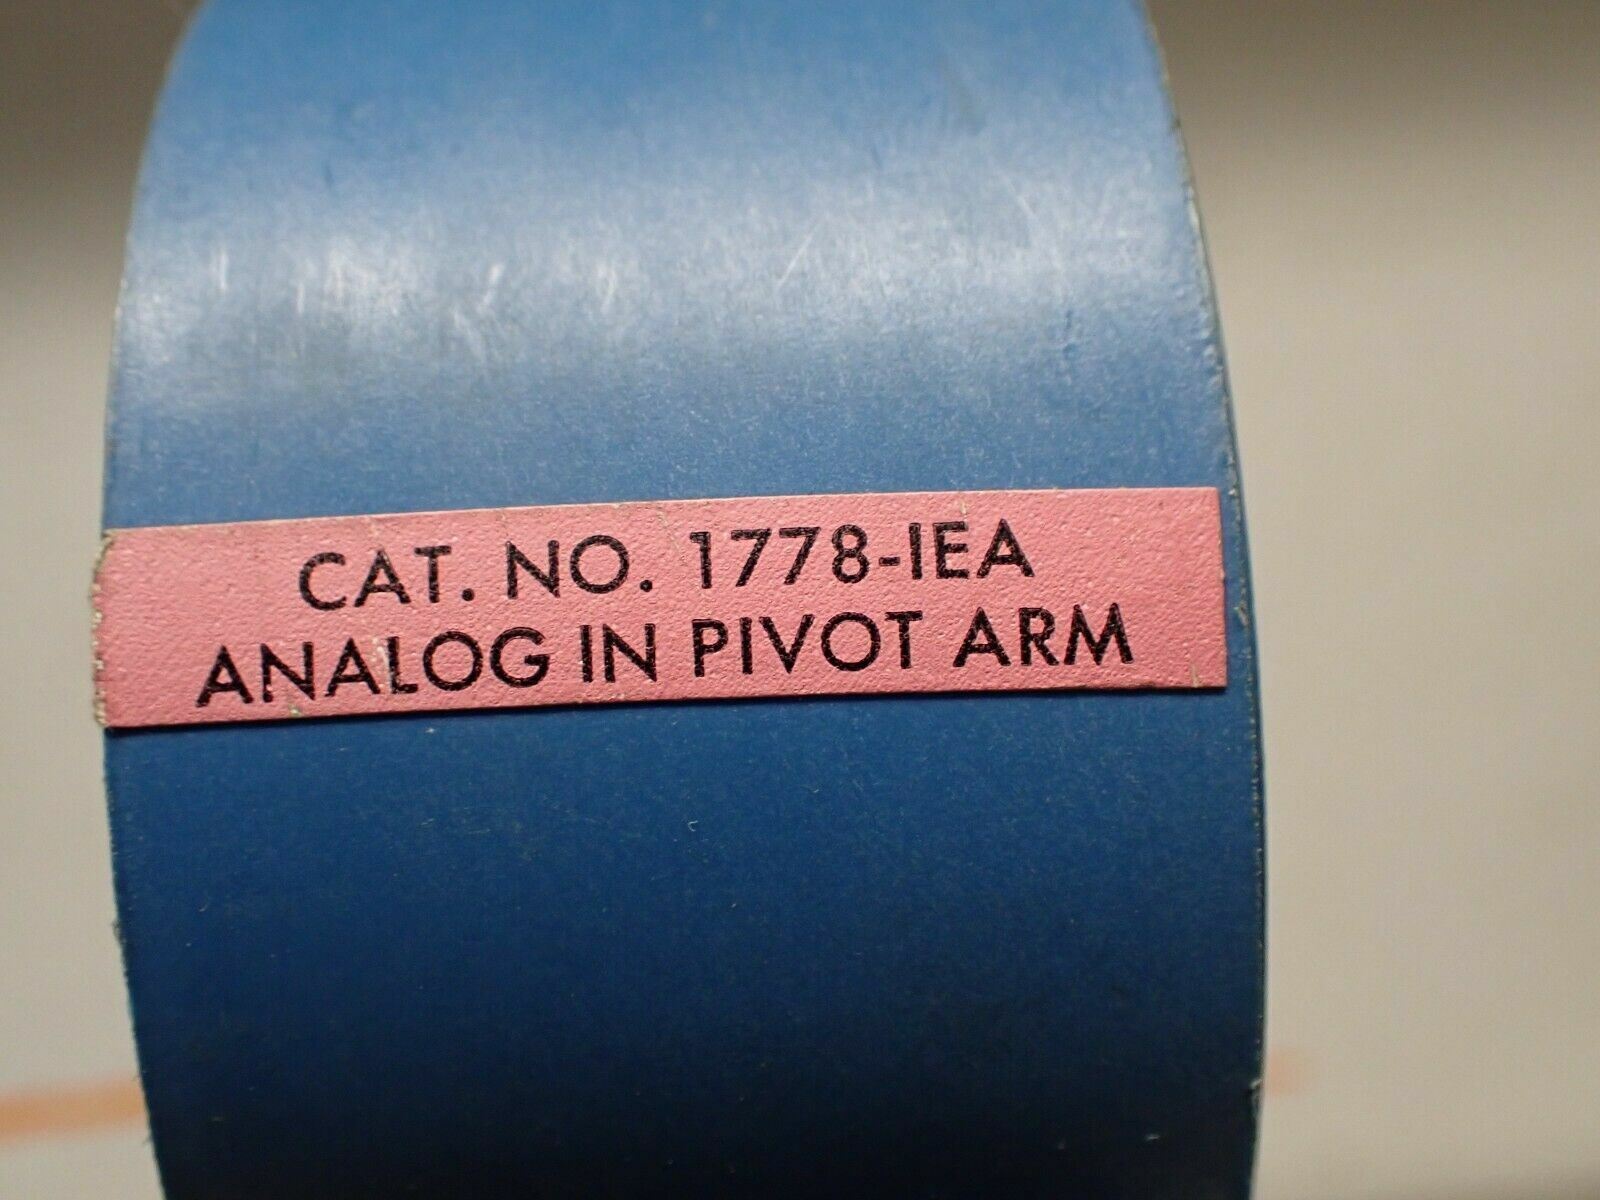 CAT. NO. 1778-IEA
ANALOG IN PIVOT ARM